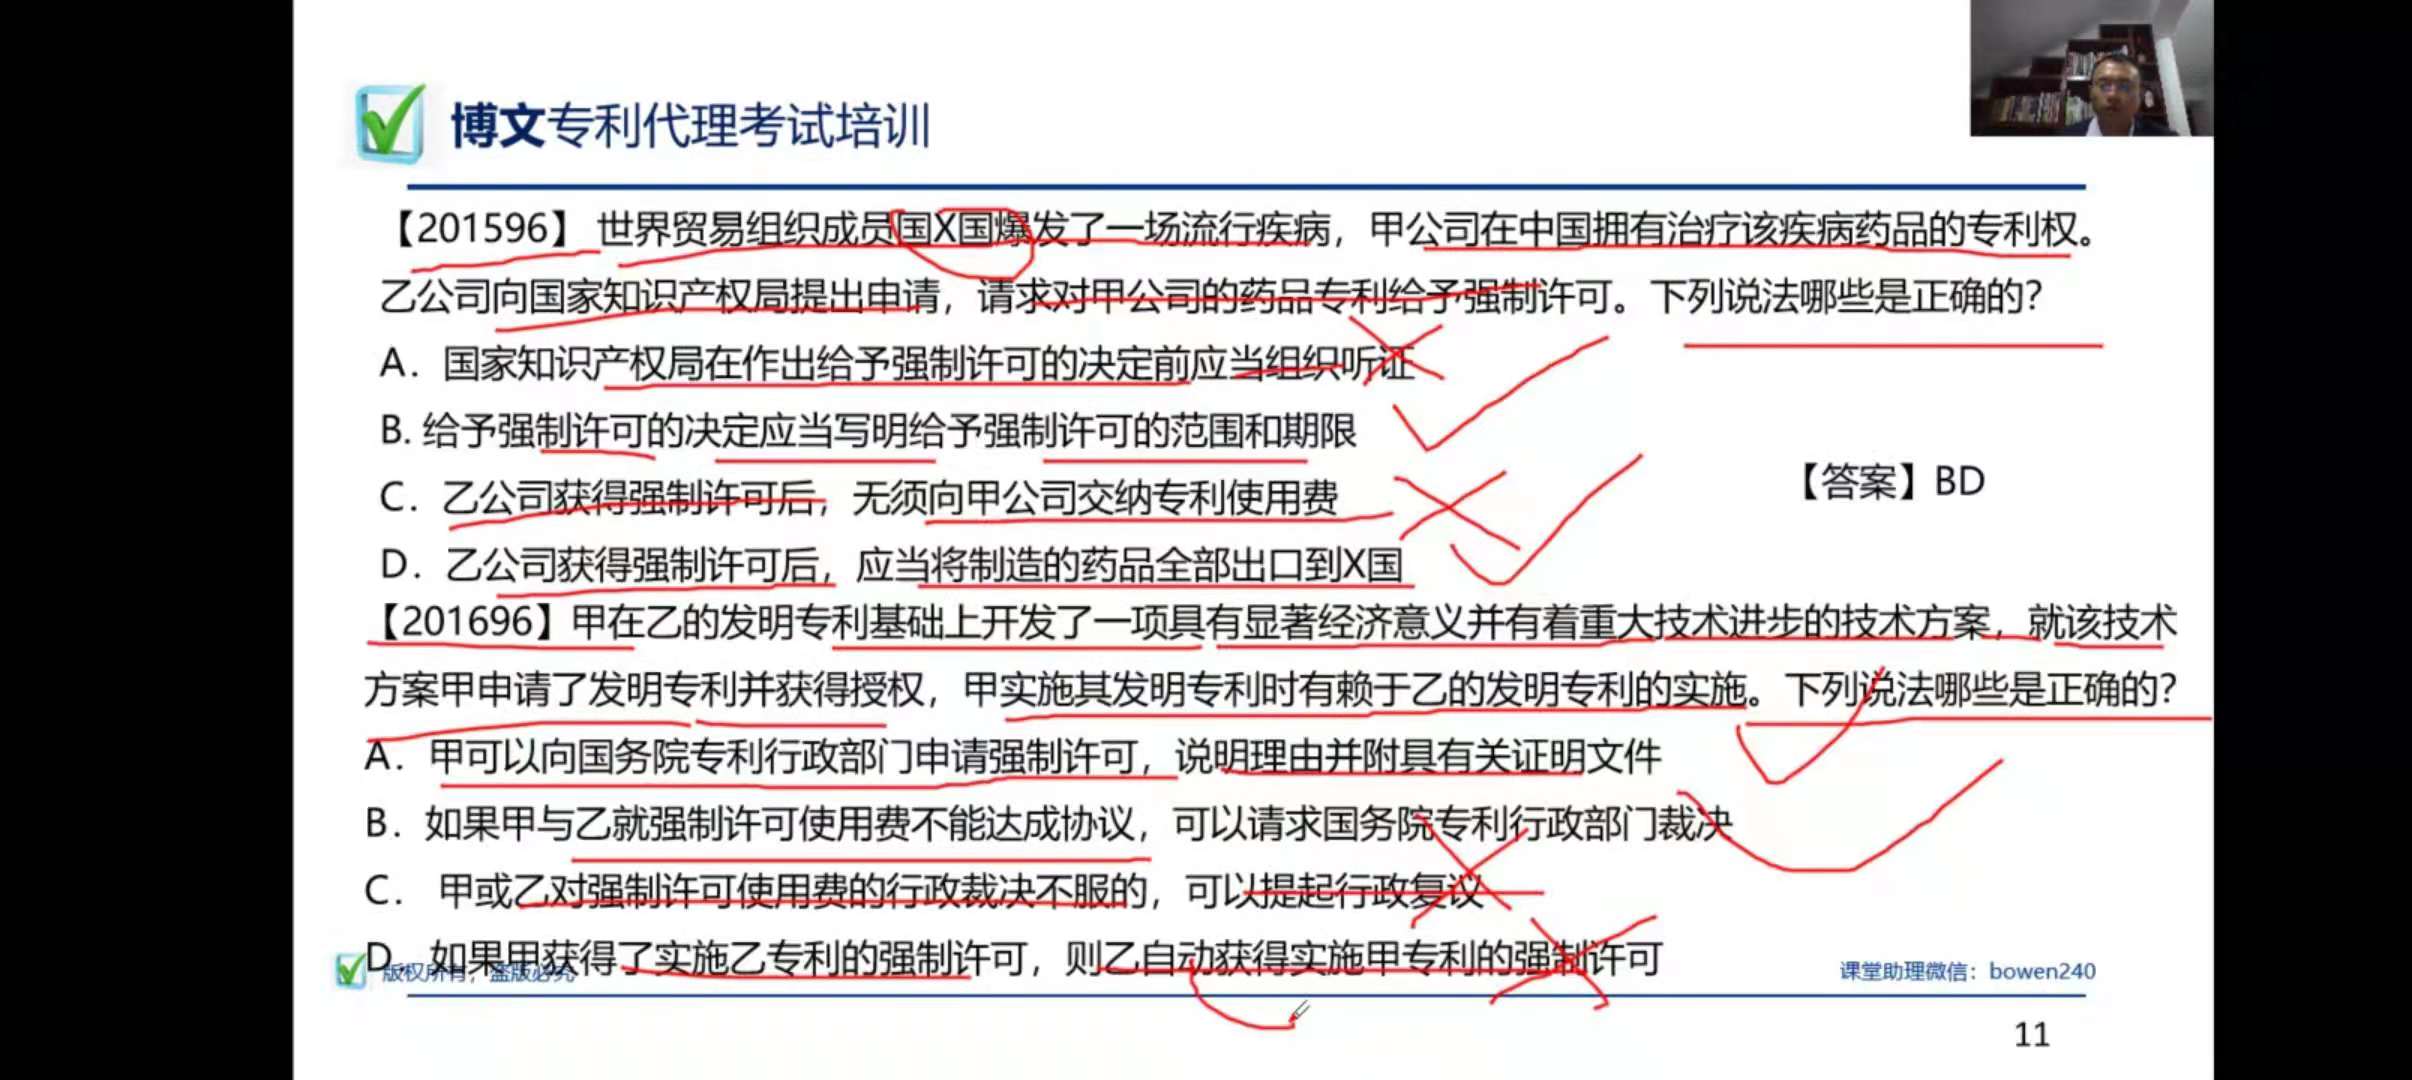 博文专利代理考试培训
【201596】 世界贸易组织成员国X国爆发了一场流行疾病，甲公司在中国拥有治疗该疾病药品的专利权。
乙公司向国家知识产权局提出申请，请求对甲公司的药品专利给予强制许可。下列说法哪些是正确的？
A．国家知识产权局在作出给予强制许可的决定前应当组织听证
B. 给予强制许可的决定应当写明给予强制许可的范围和期限
【答案】BD
C．乙公司获得强制许可后，无须向甲公司交纳专利使用费
D．乙公司获得强制许可后，应当将制造的药品全部出口到X国
【201696】甲在乙的发明专利基础上开发了一项具有显著经济意义并有着重大技术进步的技术方案，就该技术
方案甲申请了发明专利并获得授权，甲实施其发明专利时有赖于乙的发明专利的实施。下列说法哪些是正确的？
A．甲可以向国务院专利行政部门申请强制许可，说明理由并附具有关证明文件
B．如果甲与乙就强制许可使用费不能达成协议，可以请求国务院专利行政部门裁决
C． 甲或乙对强制许可使用费的行政裁决不服的，可以提起行政复议
D．如果甲获得了实施乙专利的强制许可，则乙自动获得实施甲专利的强制许可
版权所有，盗版必究
课堂助理微信：bowen240
11